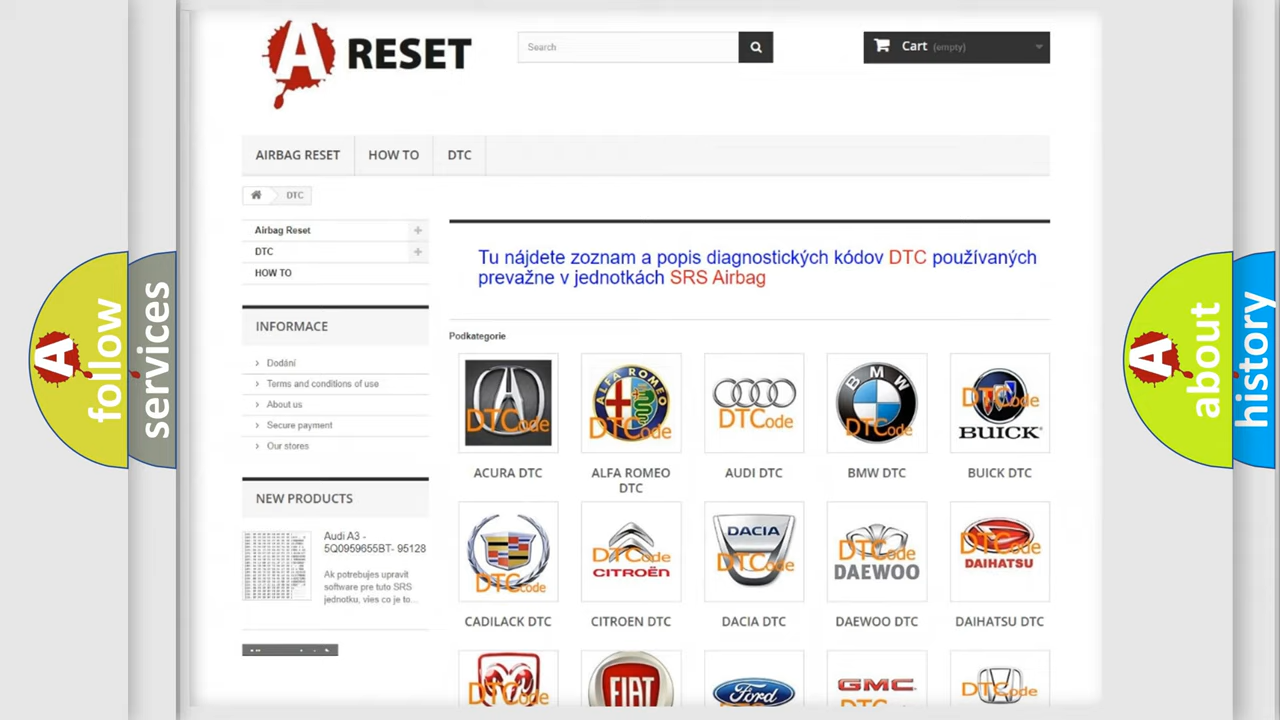 A RESET
Search
Cart (empty)
AIRBAG RESET
HOW TO
DTC
DTC
Airbag Reset
DTC
HOW TO
Tu nájdete zoznam a popis diagnostických kódov DTC používaných
prevažne v jednotkách SRS Airbag
INFORMACE
Dodání
Terms and conditions of use
About us
Secure payment
Our stores
NEW PRODUCTS
Audi A3 -
5Q0959655BT- 95128
Ak potrebujes upravit
software pre tuto SRS
jednotku, vies co je to...
Podkategorie
DTCode
ALFA ROMEO
DTCode
DTCode
BMW
DTCode
DTCode
BUICK
ACURA DTC
ALFA ROMEO
DTC
AUDI DTC
BMW DTC
BUICK DTC
DTCode
DTCode
CITROËN
DACIA
DTCode
DTCode
DAEWOO
DTCode
DAIHATSU
CADILACK DTC
CITROEN DTC
DACIA DTC
DAEWOO DTC
DAIHATSU DTC
DTCode
FIAT
Ford
GMC
DTCode
A follow
services
A about
history